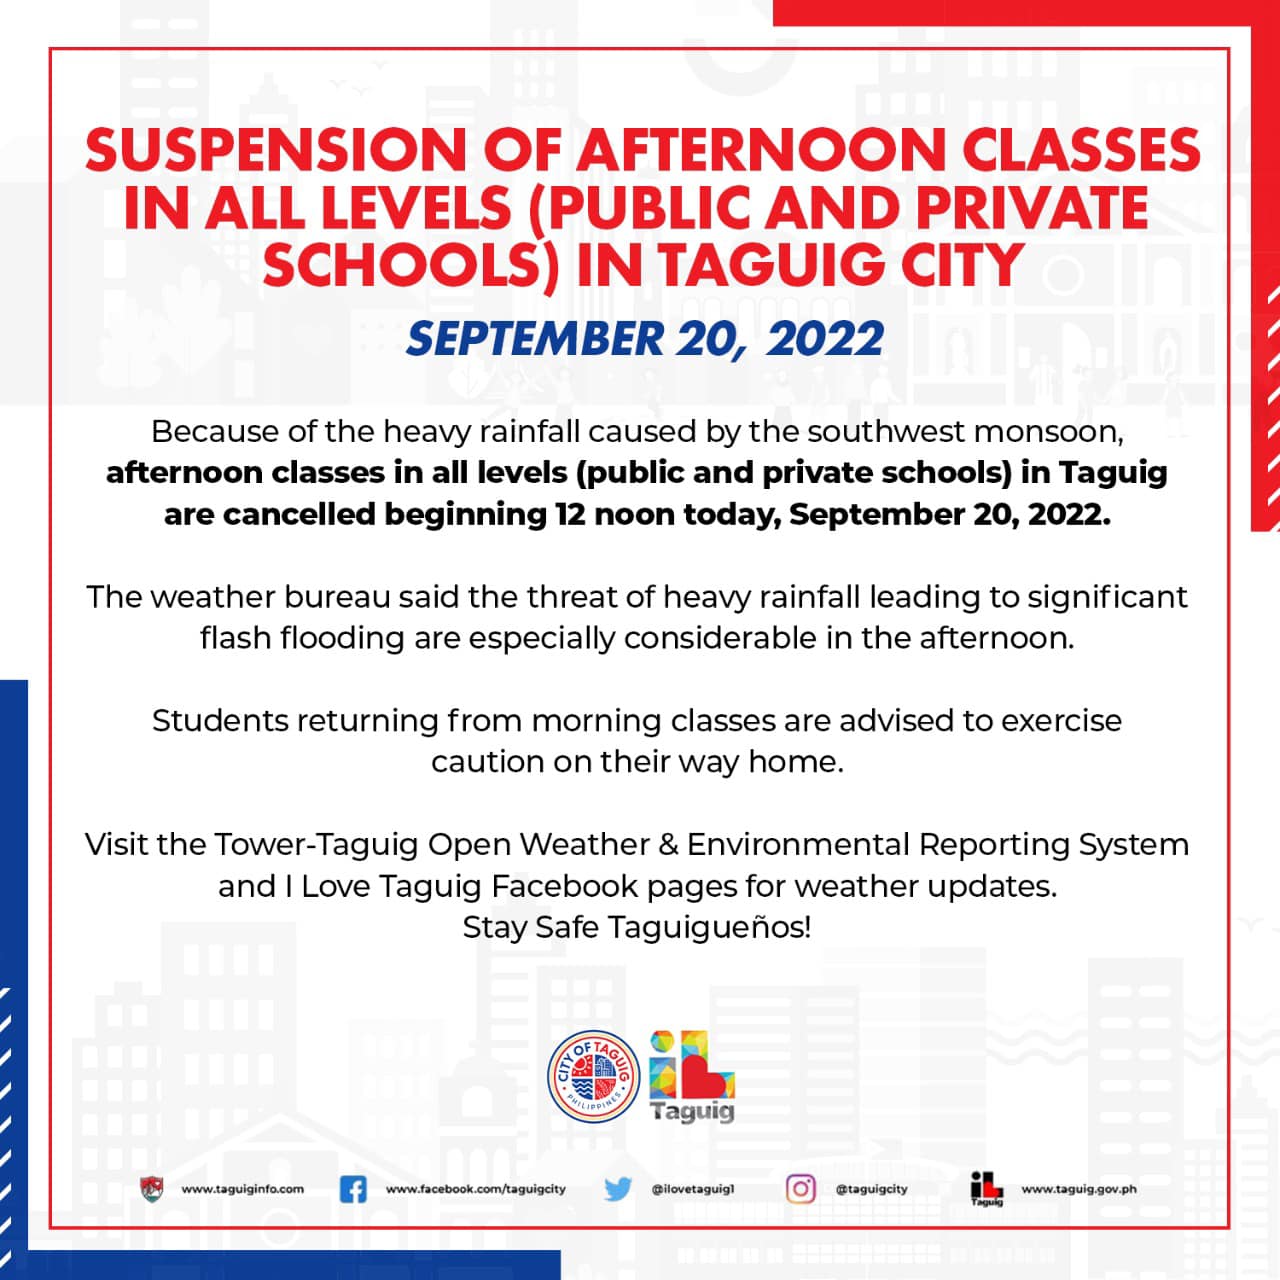 SUSPENSION OF AFTERNOON CLASSES
IN ALL LEVELS (PUBLIC AND PRIVATE
SCHOOLS) IN TAGUIG CITY
SEPTEMBER 20, 2022
Because of the heavy rainfall caused by the southwest monsoon,
afternoon classes in all levels (public and private schools) in Taguig
are cancelled beginning 12 noon today, September 20, 2022.
The weather bureau said the threat of heavy rainfall leading to significant
flash flooding are especially considerable in the afternoon.
Students returning from morning classes are advised to exercise
caution on their way home.
Visit the Tower-Taguig Open Weather & Environmental Reporting System
and I Love Taguig Facebook pages for weather updates.
Stay Safe Taguigueños!
CITY OF TAGUIG
PHILIPPINES
iL
Taguig
www.taguiginfo.com
www.facebook.com/taguigcity
@ilovetaguig1
@taguigcity
iL
Taguig
www.taguig.gov.ph